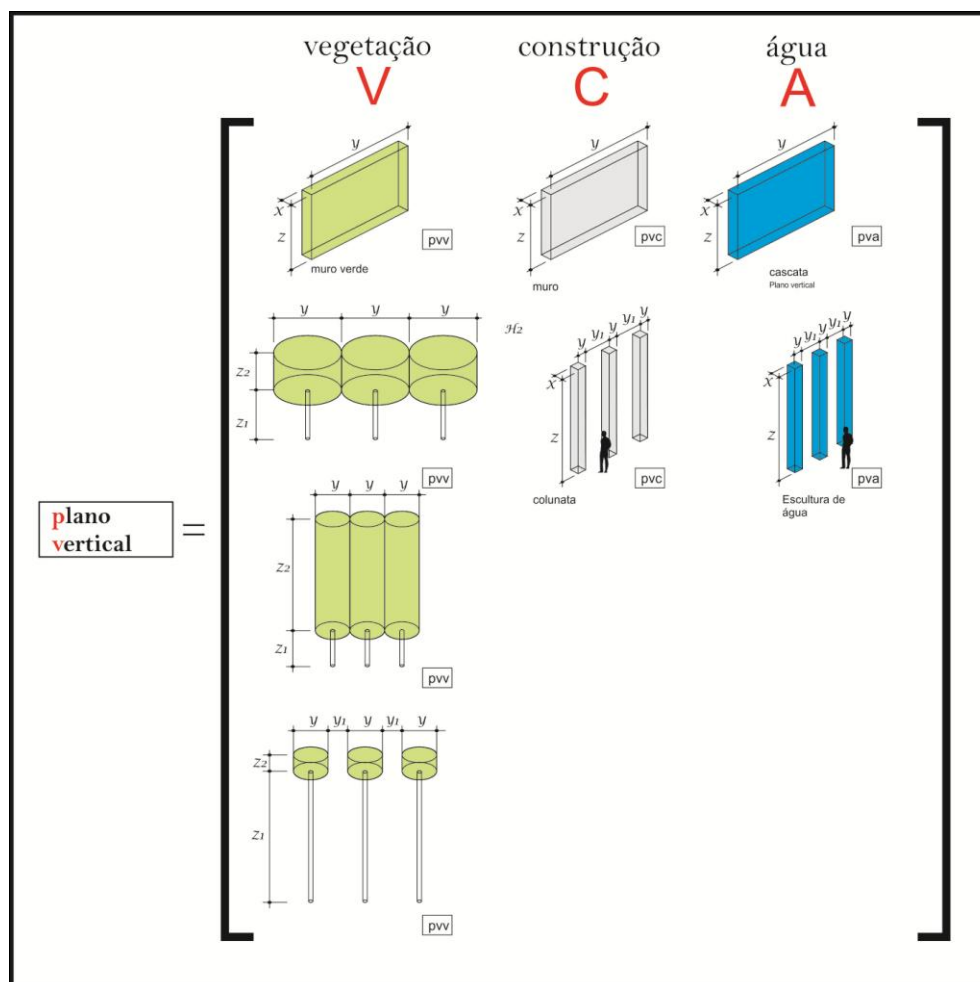 vegetação construção água
V C A
y y y
x x x
z z z
pvv pvc pva
muro verde muro cascata
Plano vertical
y y y
H2
y y1 y y1 y
y y1 y y1 y
x x
z2
z1
z z
pvv pvc pva
colunata Escultura de
água
y y y
plano
vertical
=
z2
z1
pvv
y y1 y y1 y
z2
z1
pvv